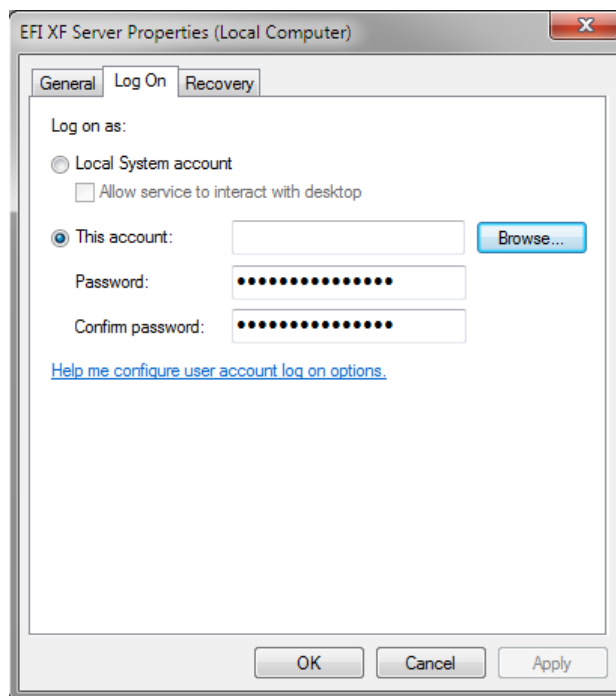 EFI XF Server Properties (Local Computer)
General Log On Recovery
Log on as:
Local System account
Allow service to interact with desktop
This account: Browse...
Password: •••••••••••••••
Confirm password: •••••••••••••••
Help me configure user account log on options.
OK Cancel Apply